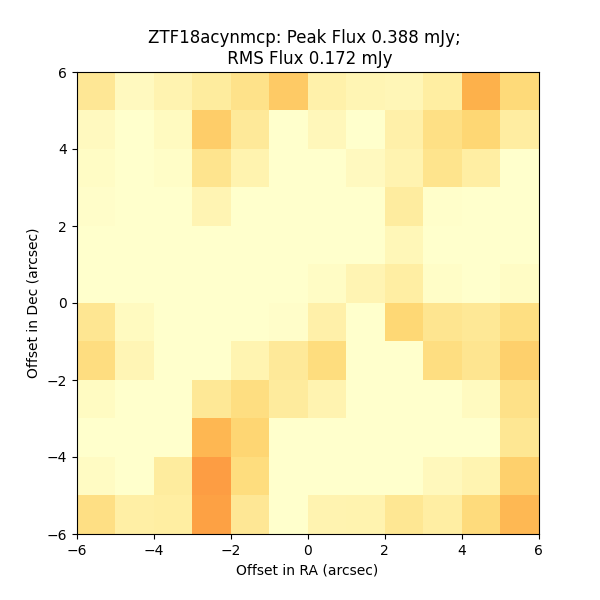 ZTF18acynmcp: Peak Flux 0.388 mJy;
RMS Flux 0.172 mJy
6
4
2
0
−2
−4
−6
Offset in Dec (arcsec)
−6 −4 −2 0 2 4 6
Offset in RA (arcsec)